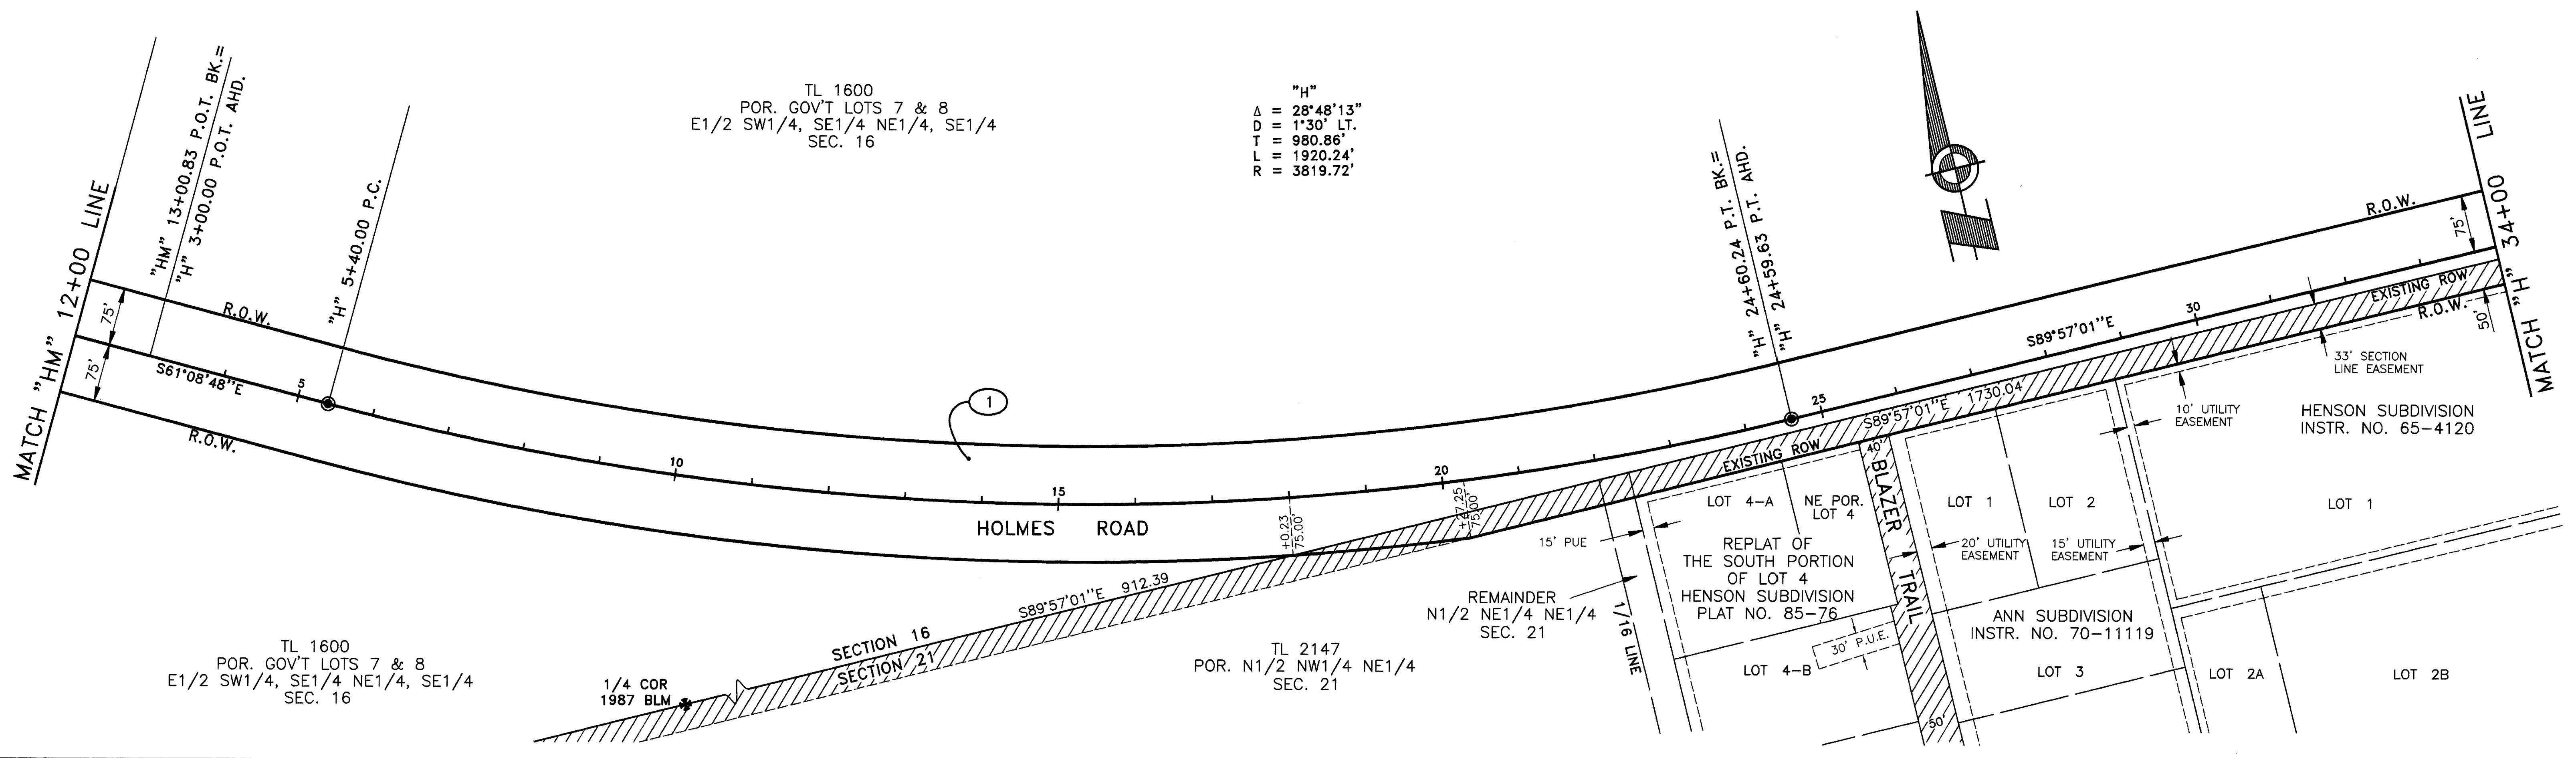 MATCH "HM" 12+00 LINE
"HM" 13+00.83 P.O.T. BK.=
"H" 3+00.00 P.O.T. AHD.
"H" 5+40.00 P.C.
75'
75'
R.O.W.
S61°08'48"E
R.O.W.
5
10
15
20
25
30
TL 1600
POR. GOV'T LOTS 7 & 8
E1/2 SW1/4, SE1/4 NE1/4, SE1/4
SEC. 16
"H"
Δ = 28°48'13"
D = 1°30' LT.
T = 980.86'
L = 1920.24'
R = 3819.72'
1
HOLMES ROAD
"H" 24+60.24 P.T. BK.=
"H" 24+59.63 P.T. AHD.
N
R.O.W.
75'
MATCH "H" 34+00 LINE
S89°57'01"E
EXISTING ROW
R.O.W.
50'
33' SECTION
LINE EASEMENT
S89°57'01"E 1730.04
EXISTING ROW
+0.23
75.00'
+27.25
75.00'
S89°57'01"E 912.39
SECTION 16
SECTION 21
1/4 COR
1987 BLM
TL 1600
POR. GOV'T LOTS 7 & 8
E1/2 SW1/4, SE1/4 NE1/4, SE1/4
SEC. 16
TL 2147
POR. N1/2 NW1/4 NE1/4
SEC. 21
REMAINDER
N1/2 NE1/4 NE1/4
SEC. 21
1/16 LINE
15' PUE
LOT 4-A
NE POR.
LOT 4
REPLAT OF
THE SOUTH PORTION
OF LOT 4
HENSON SUBDIVISION
PLAT NO. 85-76
30' P.U.E.
LOT 4-B
40'
BLAZER TRAIL
50'
LOT 1
LOT 2
20' UTILITY
EASEMENT
15' UTILITY
EASEMENT
ANN SUBDIVISION
INSTR. NO. 70-11119
LOT 3
10' UTILITY
EASEMENT
HENSON SUBDIVISION
INSTR. NO. 65-4120
LOT 1
LOT 2A
LOT 2B